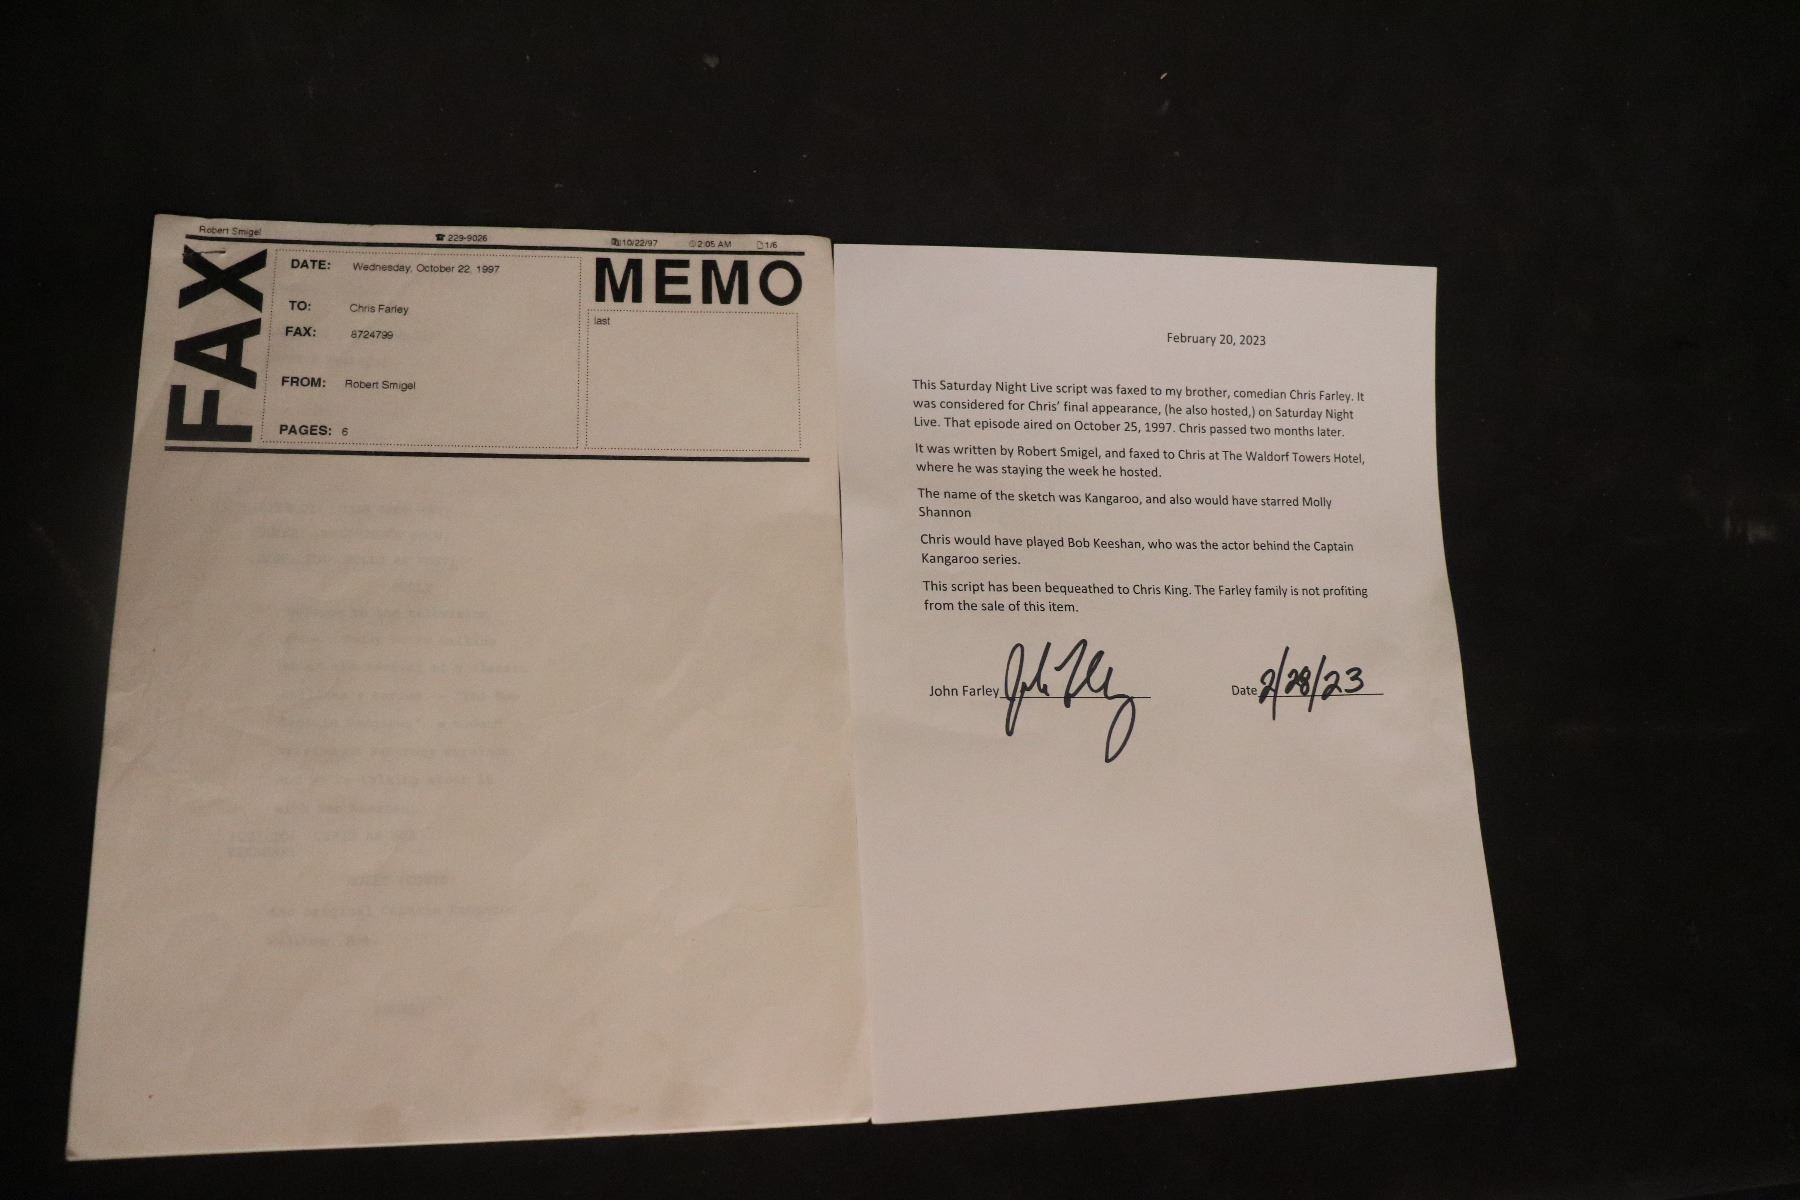 Robert Smigel ☎ 229-9026 10/22/97 2:05 AM 1/6
FAX
MEMO
DATE: Wednesday, October 22, 1997
TO: Chris Farley
FAX: 8724799
FROM: Robert Smigel
PAGES: 6
last
February 20, 2023
This Saturday Night Live script was faxed to my brother, comedian Chris Farley. It
was considered for Chris' final appearance, (he also hosted,) on Saturday Night
Live. That episode aired on October 25, 1997. Chris passed two months later.
It was written by Robert Smigel, and faxed to Chris at The Waldorf Towers Hotel,
where he was staying the week he hosted.
The name of the sketch was Kangaroo, and also would have starred Molly
Shannon
Chris would have played Bob Keeshan, who was the actor behind the Captain
Kangaroo series.
This script has been bequeathed to Chris King. The Farley family is not profiting
from the sale of this item.
John Farley John Farley Date 2/28/23